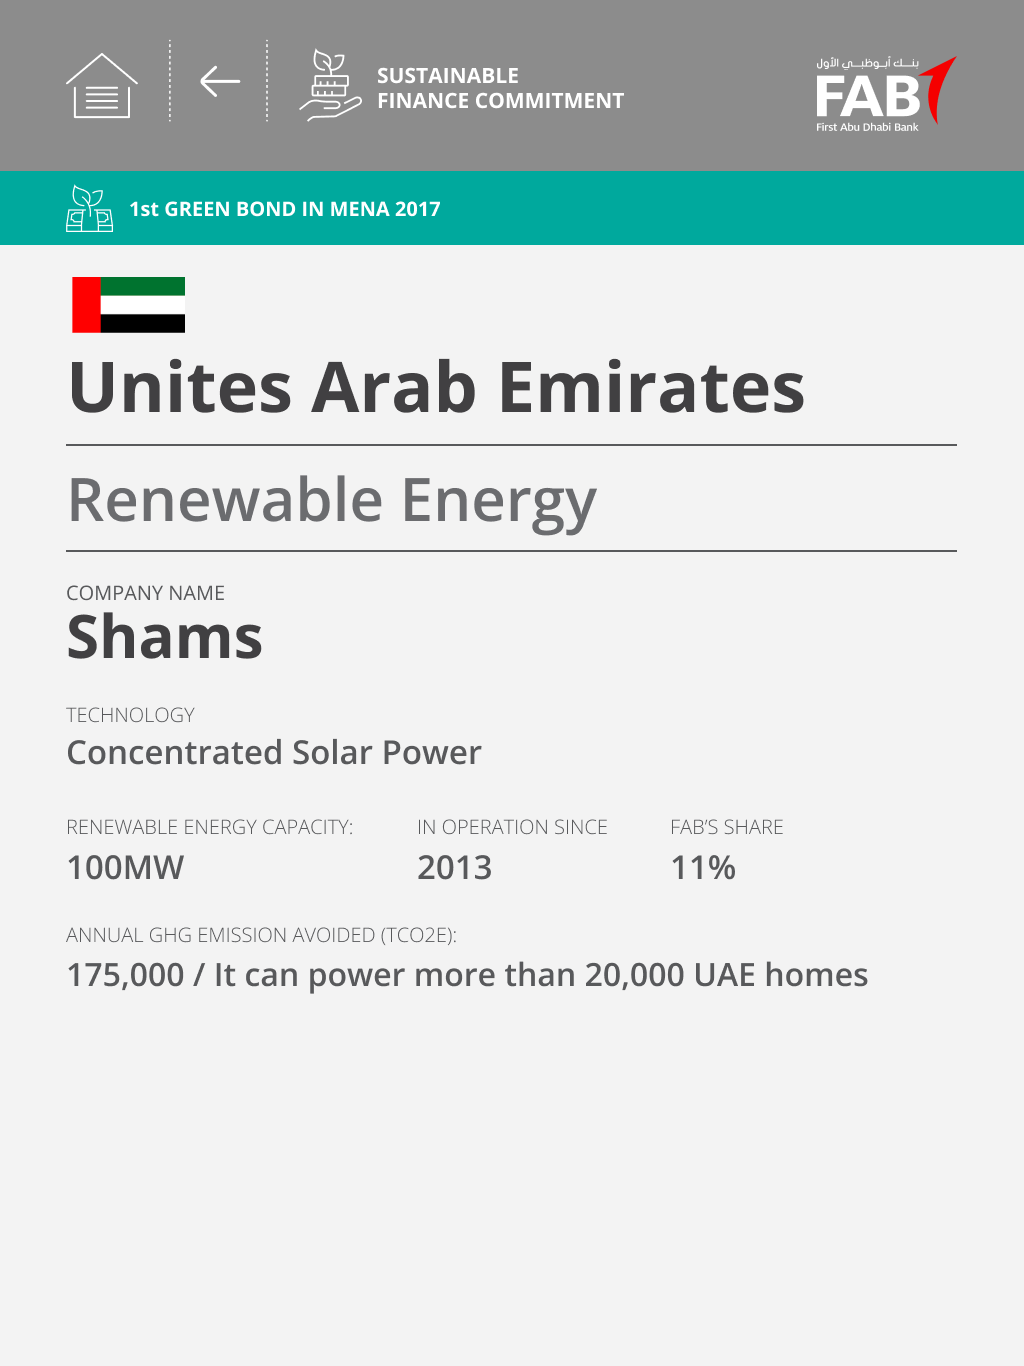 SUSTAINABLE
FINANCE COMMITMENT
بنك أبوظبي الأول
FAB
First Abu Dhabi Bank
1st GREEN BOND IN MENA 2017
Unites Arab Emirates
Renewable Energy
COMPANY NAME
Shams
TECHNOLOGY
Concentrated Solar Power
RENEWABLE ENERGY CAPACITY: IN OPERATION SINCE FAB’S SHARE
100MW 2013 11%
ANNUAL GHG EMISSION AVOIDED (TCO2E):
175,000 / It can power more than 20,000 UAE homes